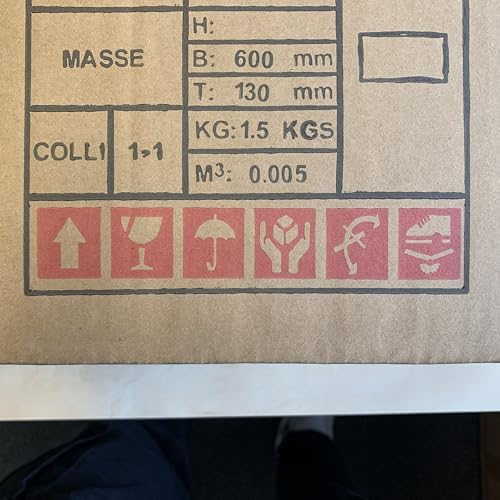 H:
MASSE
B: 600 mm
T: 130 mm
KG: 1.5 KGS
COLLI 1>1
M³: 0.005